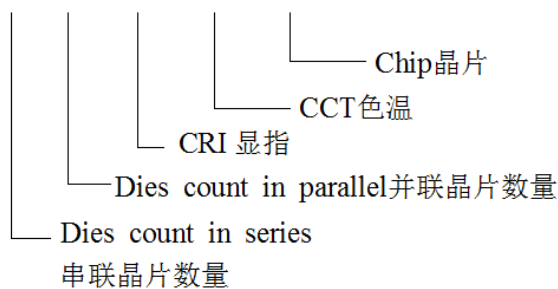 Chip晶片
CCT色温
CRI 显指
Dies count in parallel并联晶片数量
Dies count in series
串联晶片数量